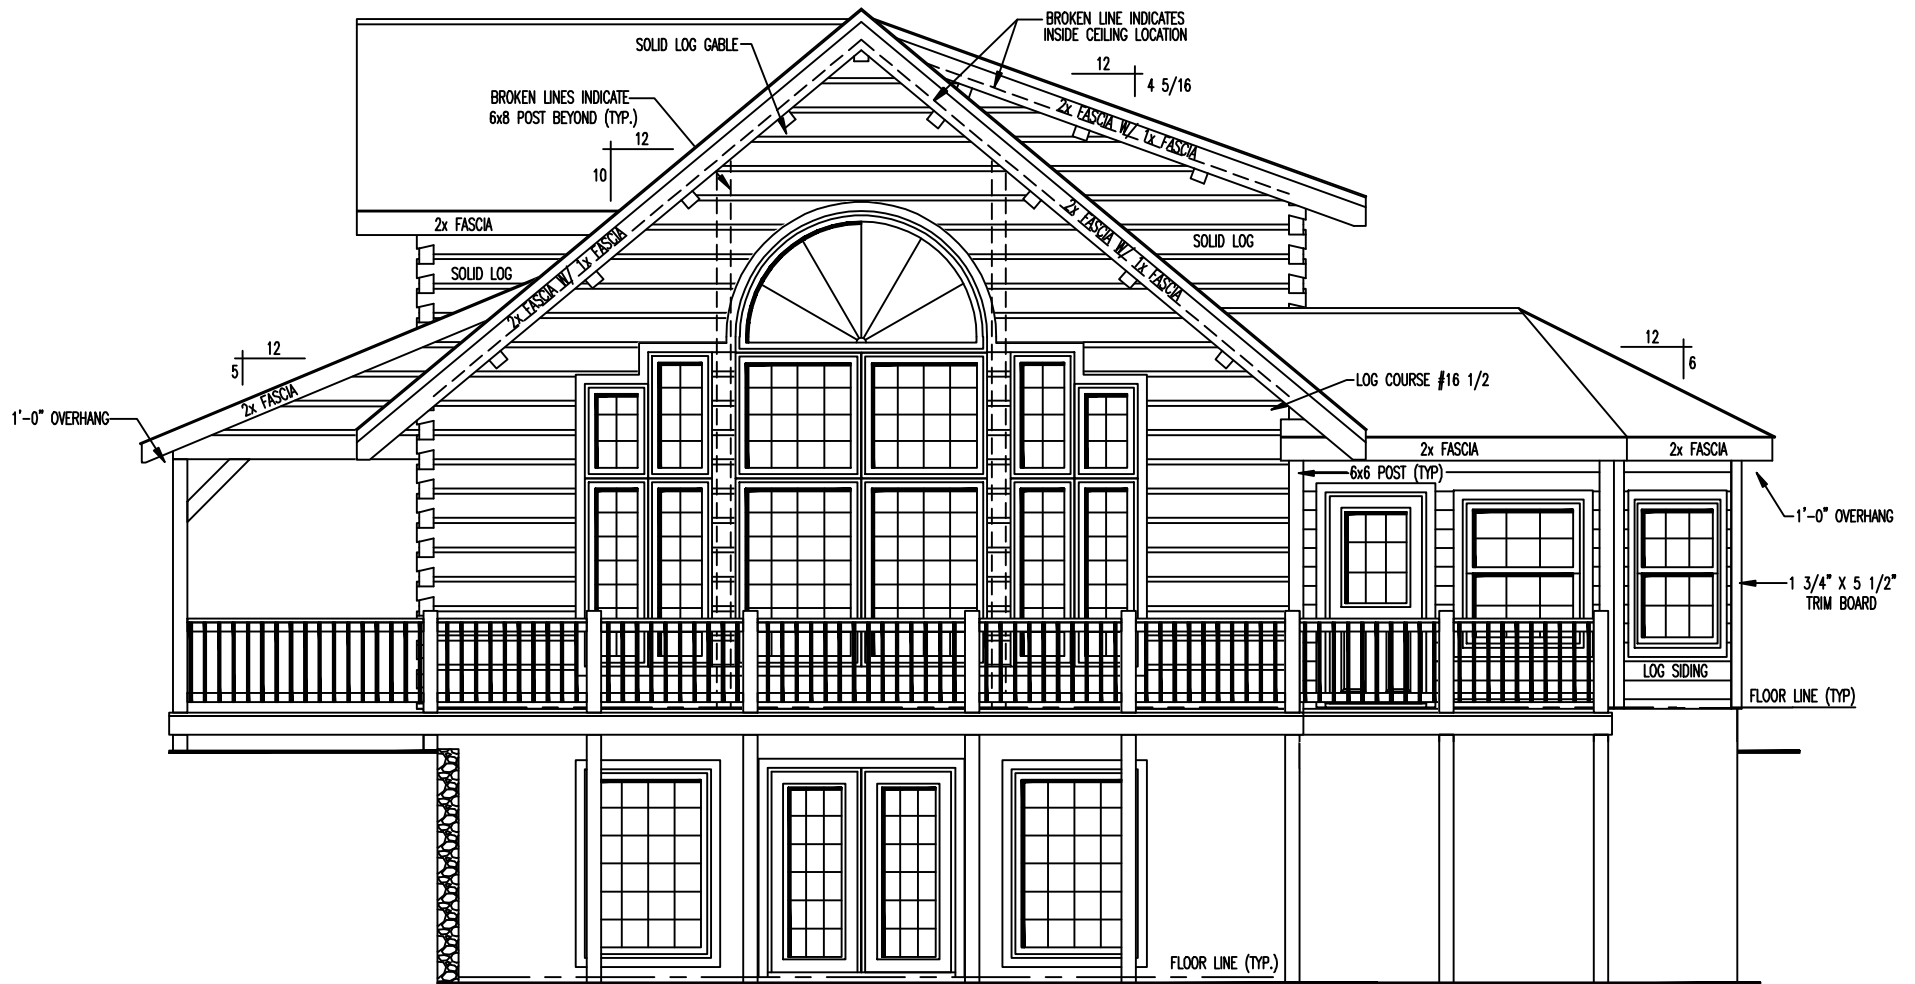 BROKEN LINE INDICATES
INSIDE CEILING LOCATION
SOLID LOG GABLE
12
4 5/16
BROKEN LINES INDICATE
6x8 POST BEYOND (TYP.)
12
10
2x FASCIA W/ 1x FASCIA
2x FASCIA
SOLID LOG
SOLID LOG
2x FASCIA W/ 1x FASCIA
2x FASCIA W/ 1x FASCIA
12
5
12
6
2x FASCIA
LOG COURSE #16 1/2
1'-0" OVERHANG
2x FASCIA
2x FASCIA
6x6 POST (TYP)
1'-0" OVERHANG
1 3/4" X 5 1/2"
TRIM BOARD
LOG SIDING
FLOOR LINE (TYP)
FLOOR LINE (TYP.)